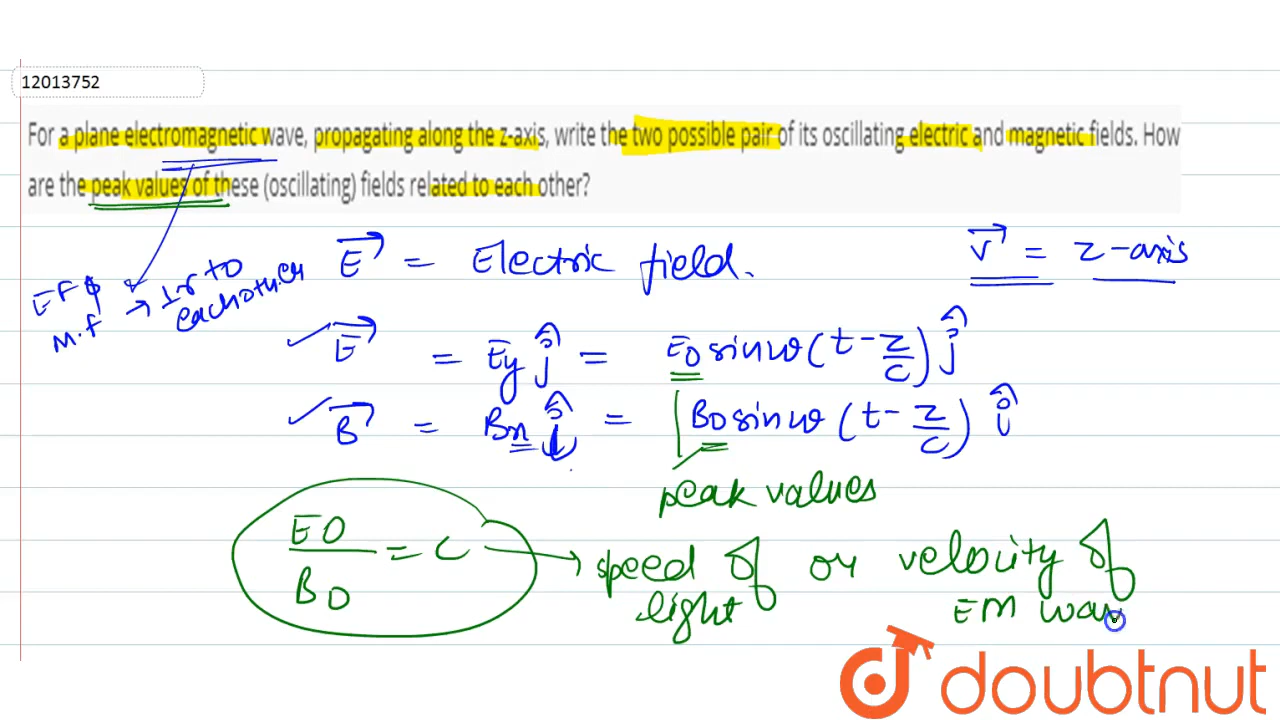 12013752
For a plane electromagnetic wave, propagating along the z-axis, write the two possible pair of its oscillating electric and magnetic fields. How
are the peak values of these (oscillating) fields related to each other?
E⃗ = Electric field.
v⃗ = z-axis
EF &
M.f → ⊥r to
each other
✓ E⃗ = Ey ĵ = E0 sin w (t - z/c) ĵ
✓ B⃗ = Bx î = B0 sin w (t - z/c) î
peak values
E0/B0 = c → speed of light or velocity of EM wav
doubtnut